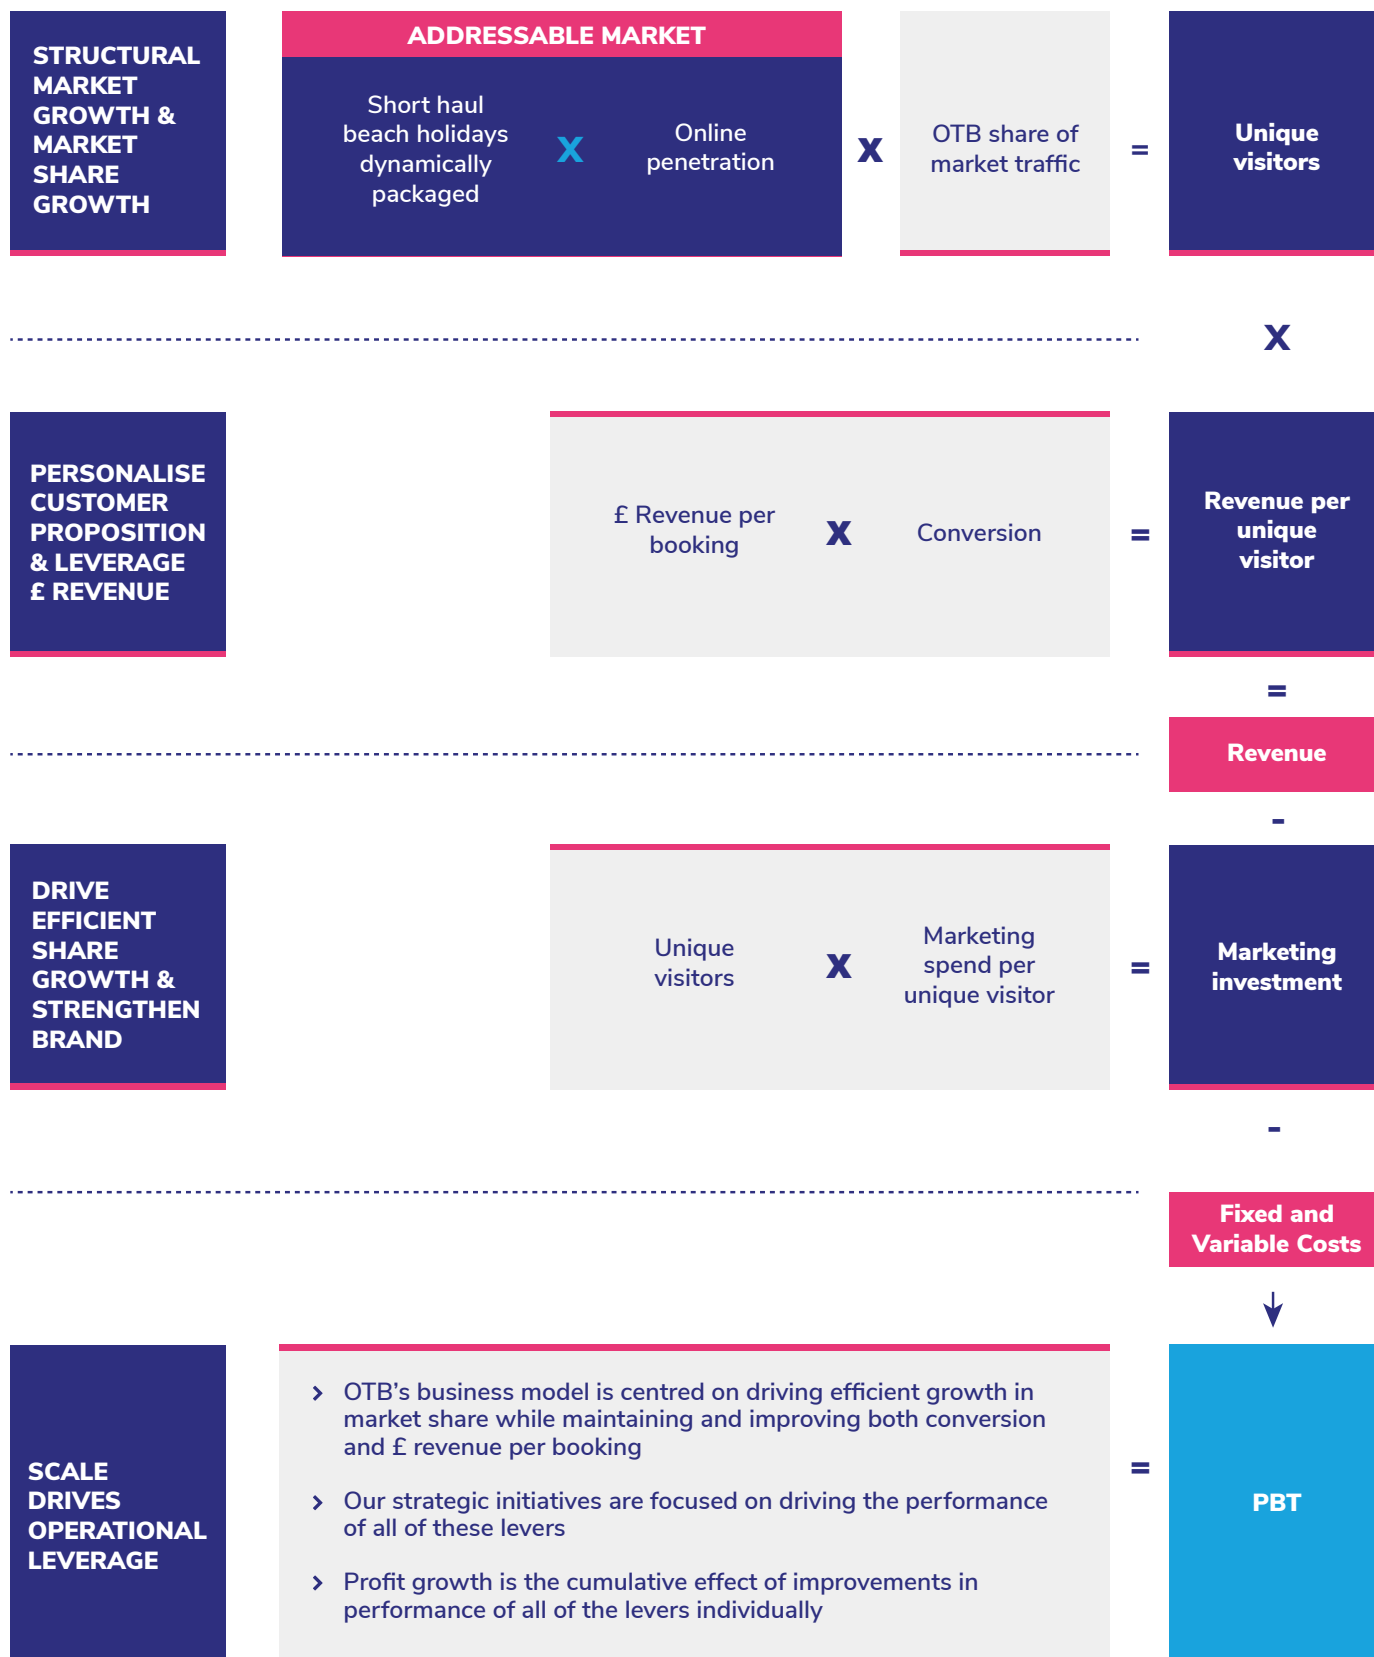 STRUCTURAL
MARKET
GROWTH &
MARKET
SHARE
GROWTH
ADDRESSABLE MARKET
Short haul
beach holidays
dynamically
packaged
X
Online
penetration
X
OTB share of
market traffic
=
Unique
visitors
X
PERSONALISE
CUSTOMER
PROPOSITION
& LEVERAGE
£ REVENUE
£ Revenue per
booking
X
Conversion
=
Revenue per
unique
visitor
=
Revenue
-
DRIVE
EFFICIENT
SHARE
GROWTH &
STRENGTHEN
BRAND
Unique
visitors
X
Marketing
spend per
unique visitor
=
Marketing
investment
-
Fixed and
Variable Costs
SCALE
DRIVES
OPERATIONAL
LEVERAGE
OTB’s business model is centred on driving efficient growth in
market share while maintaining and improving both conversion
and £ revenue per booking
Our strategic initiatives are focused on driving the performance
of all of these levers
Profit growth is the cumulative effect of improvements in
performance of all of the levers individually
=
PBT